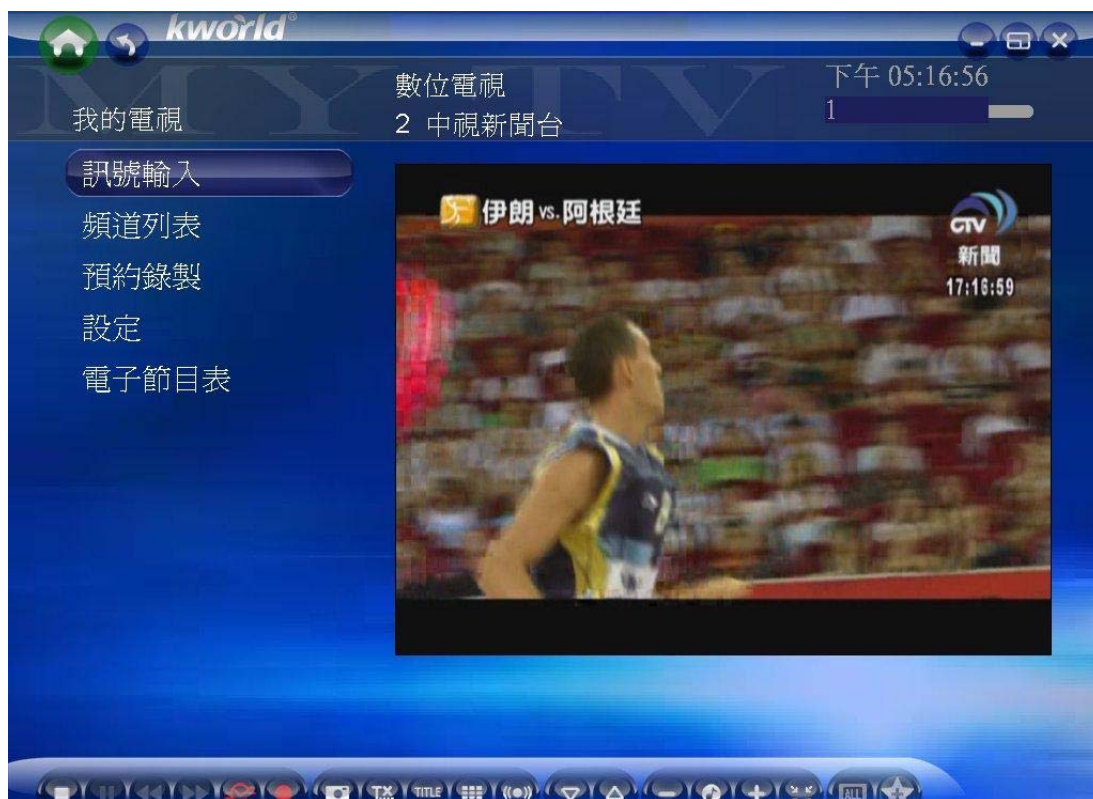 kworld®
MY TV
數位電視
下午 05:16:56
我的電視
2 中視新聞台
1
訊號輸入
頻道列表
預約錄製
設定
電子節目表
伊朗 vs. 阿根廷
CTV
新聞
17:16:59
TX
TITLE
ALL